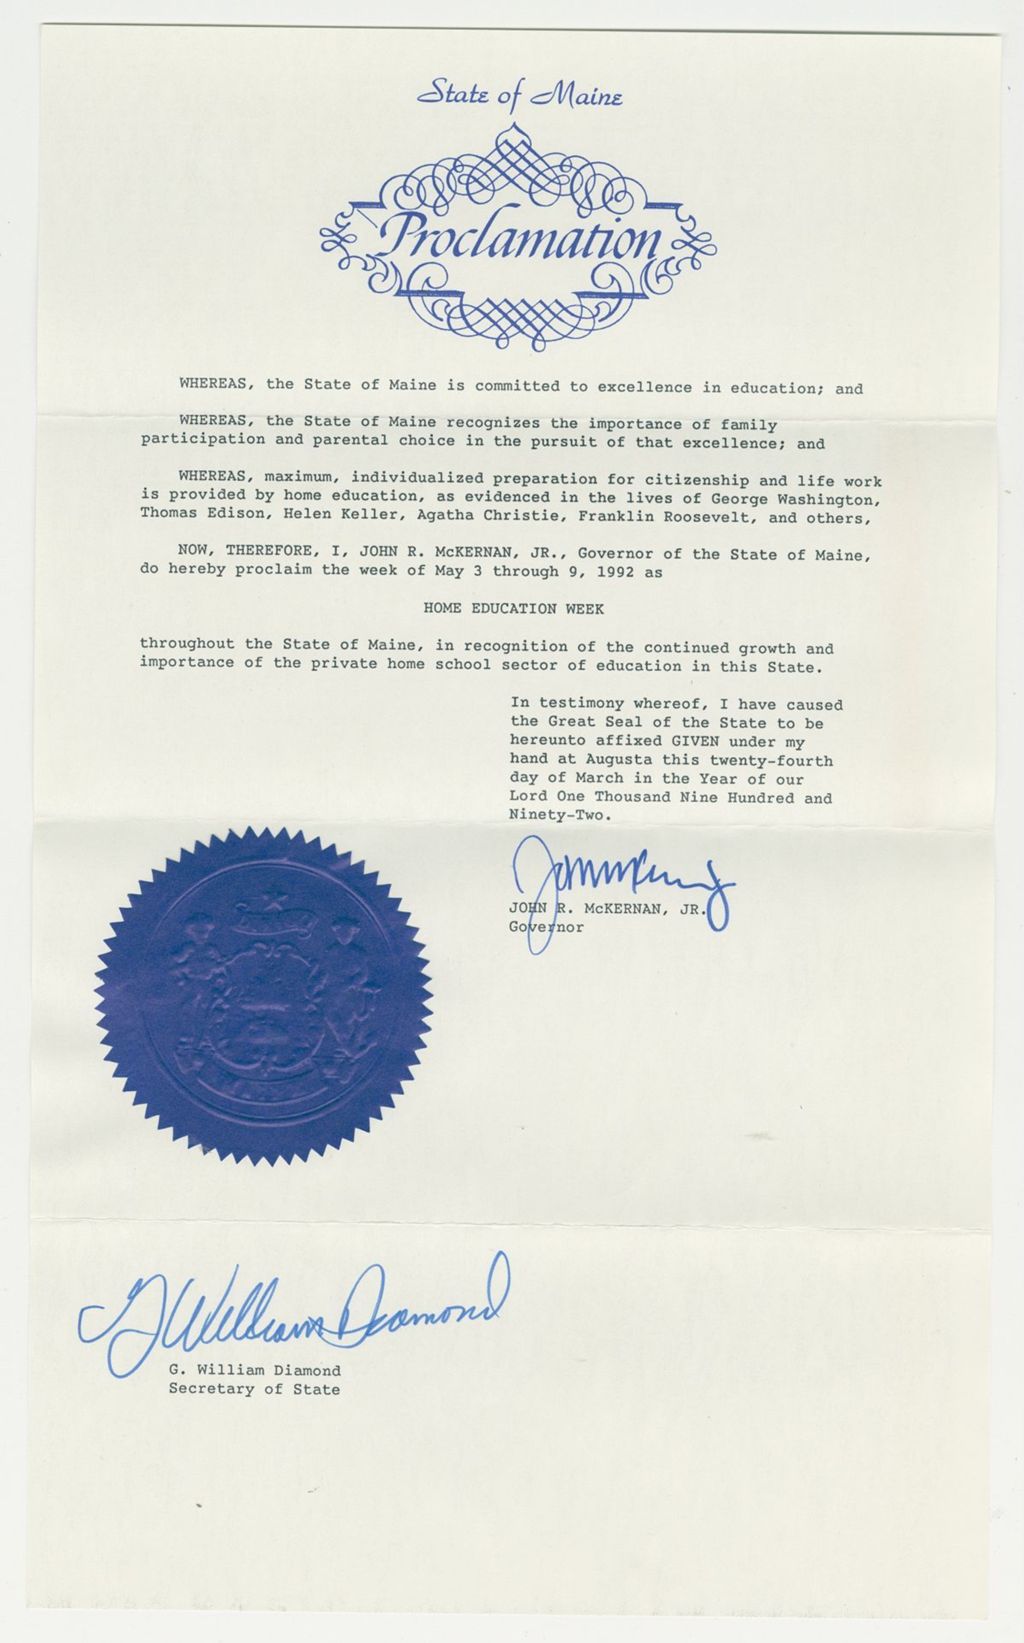 State of Maine
Proclamation
WHEREAS, the State of Maine is committed to excellence in education; and
WHEREAS, the State of Maine recognizes the importance of family
participation and parental choice in the pursuit of that excellence; and
WHEREAS, maximum, individualized preparation for citizenship and life work
is provided by home education, as evidenced in the lives of George Washington,
Thomas Edison, Helen Keller, Agatha Christie, Franklin Roosevelt, and others,
NOW, THEREFORE, I, JOHN R. McKERNAN, JR., Governor of the State of Maine,
do hereby proclaim the week of May 3 through 9, 1992 as
HOME EDUCATION WEEK
throughout the State of Maine, in recognition of the continued growth and
importance of the private home school sector of education in this State.
In testimony whereof, I have caused
the Great Seal of the State to be
hereunto affixed GIVEN under my
hand at Augusta this twenty-fourth
day of March in the Year of our
Lord One Thousand Nine Hundred and
Ninety-Two.
JOHN R. McKERNAN, JR.
Governor
G William Diamond
G. William Diamond
Secretary of State